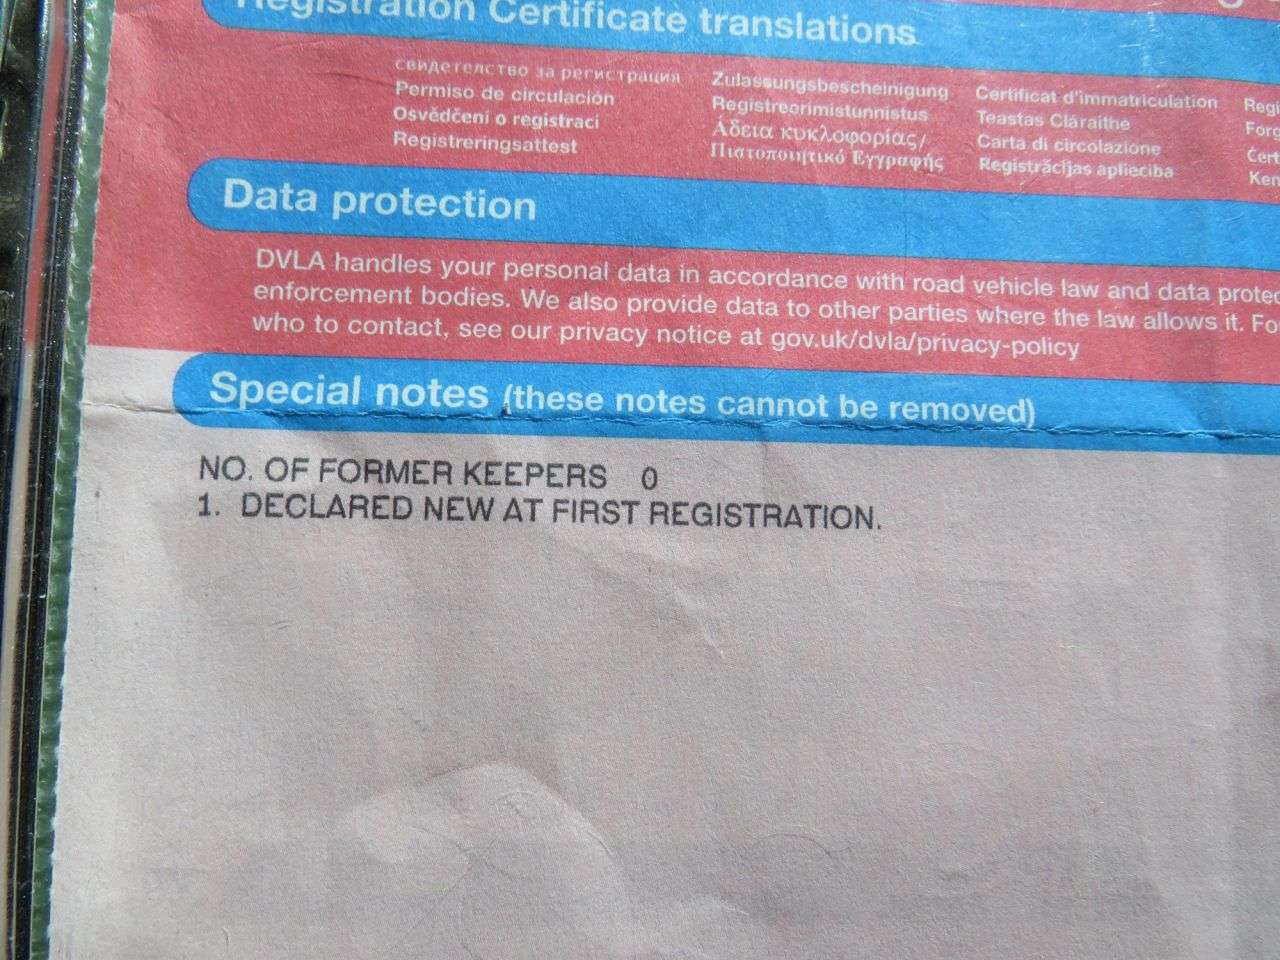 Registration Certificate translations
свидетелство за регистрация
Permiso de circulación
Osvědčení o registraci
Registreringsattest
Zulassungsbescheinigung
Registreerimistunnistus
Άδεια κυκλοφορίας/
Πιστοποιητικό Εγγραφής
Certificat d'immatriculation
Teastas Cláraithe
Carta di circolazione
Reģistrācijas apliecība
Data protection
DVLA handles your personal data in accordance with road vehicle law and data
enforcement bodies. We also provide data to other parties where the law allows it.
who to contact, see our privacy notice at gov.uk/dvla/privacy-policy
Special notes (these notes cannot be removed)
NO. OF FORMER KEEPERS 0
1. DECLARED NEW AT FIRST REGISTRATION.